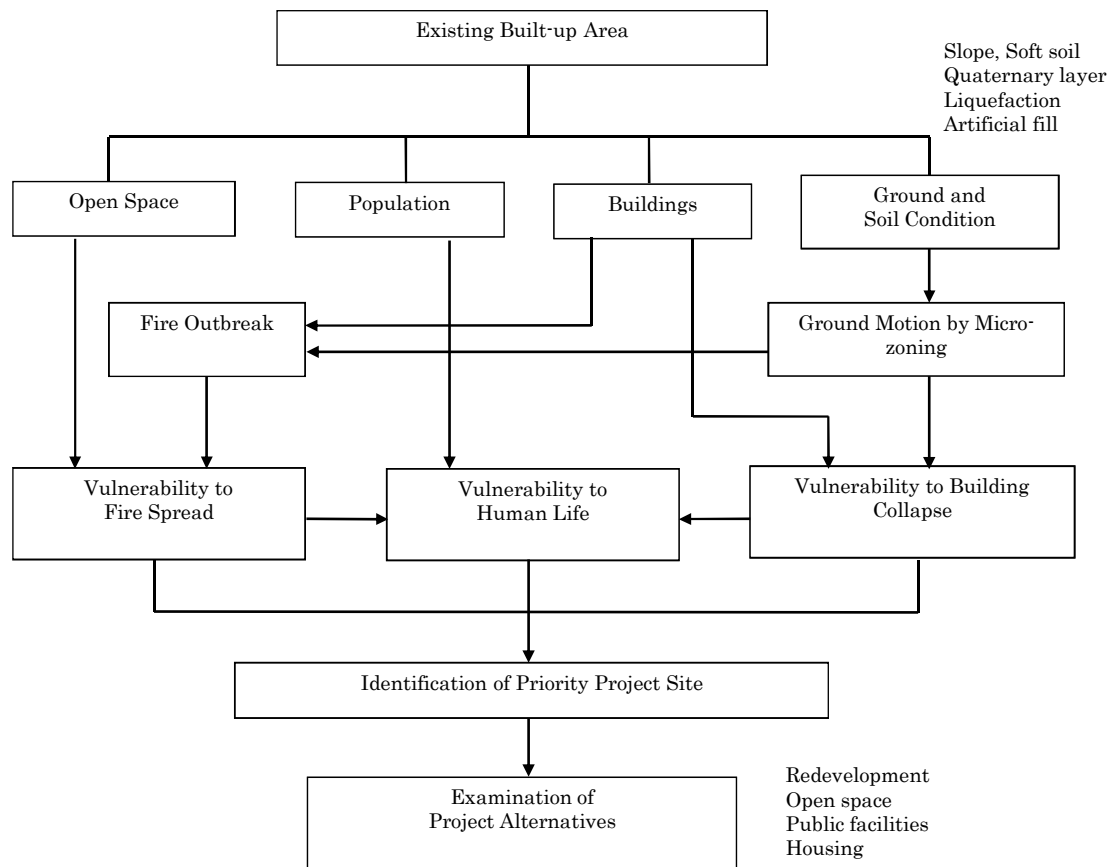 Existing Built-up Area
Slope, Soft soil
Quaternary layer
Liquefaction
Artificial fill
Open Space
Population
Buildings
Ground and
Soil Condition
Fire Outbreak
Ground Motion by Micro-
zoning
Vulnerability to
Fire Spread
Vulnerability to
Human Life
Vulnerability to Building
Collapse
Identification of Priority Project Site
Examination of
Project Alternatives
Redevelopment
Open space
Public facilities
Housing